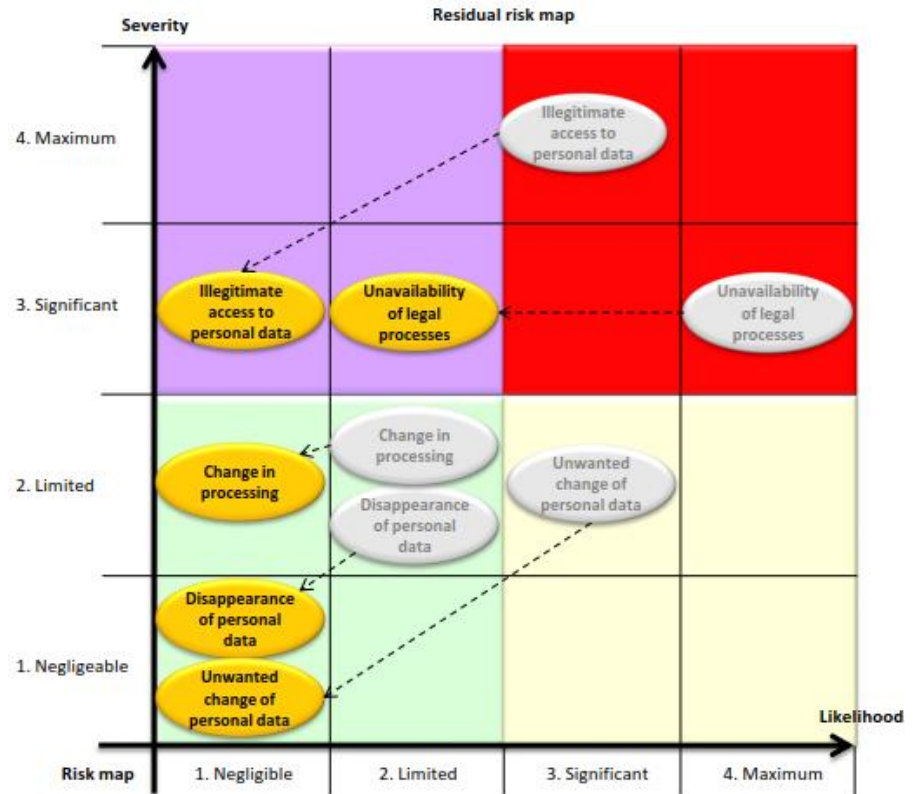 Residual risk map
Severity
4. Maximum
Illegitimate
access to
personal data
3. Significant
Illegitimate
access to
personal data
Unavailability
of legal
processes
Unavailability
of legal
processes
2. Limited
Change in
processing
Change in
processing
Disappearance
of personal
data
Unwanted
change of
personal data
1. Negligeable
Disappearance
of personal
data
Unwanted
change of
personal data
Likelihood
Risk map
1. Negligible
2. Limited
3. Significant
4. Maximum